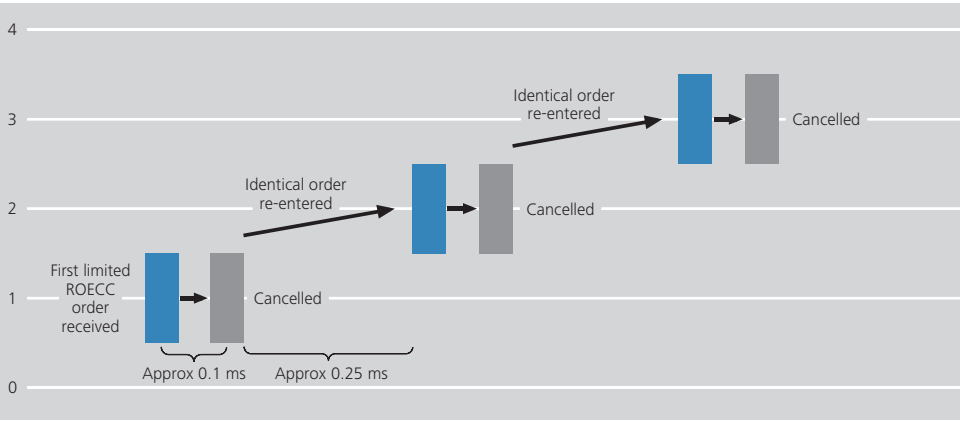 4
Identical order
re-entered
3
Cancelled
Identical order
re-entered
2
Cancelled
First limited
ROECC
order
received
1
Cancelled
Approx 0.1 ms
Approx 0.25 ms
0